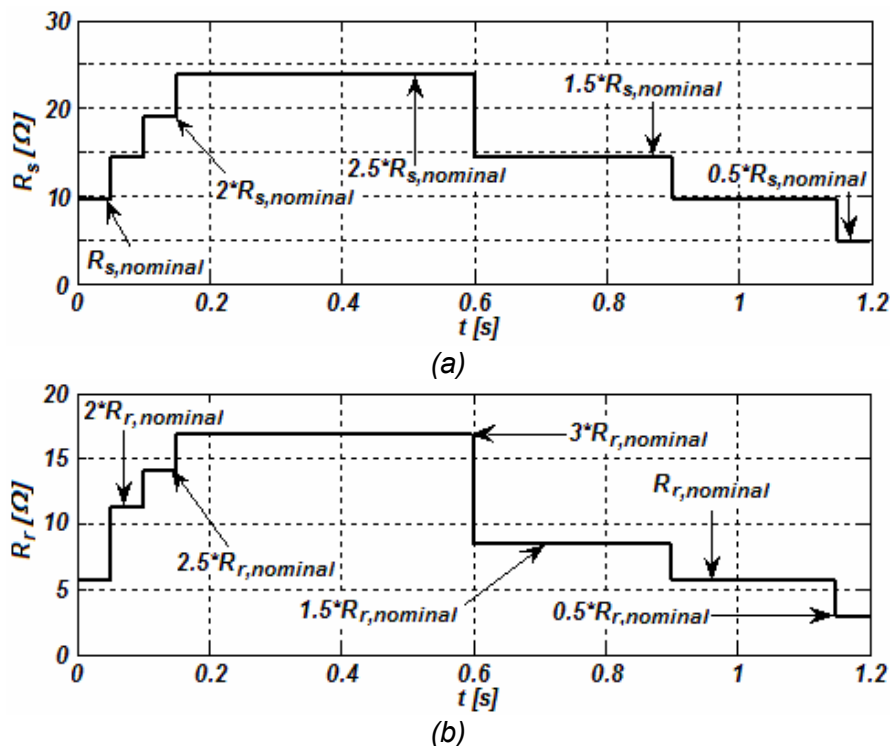 30
20
10
0
R_s [Ω]
1.5*R_s,nominal
0.5*R_s,nominal
2.5*R_s,nominal
2*R_s,nominal
R_s,nominal
0 0.2 0.4 0.6 0.8 1 1.2
t [s]
(a)
20
15
10
5
0
R_r [Ω]
2*R_r,nominal
3*R_r,nominal
R_r,nominal
2.5*R_r,nominal
1.5*R_r,nominal
0.5*R_r,nominal
0 0.2 0.4 0.6 0.8 1 1.2
t [s]
(b)